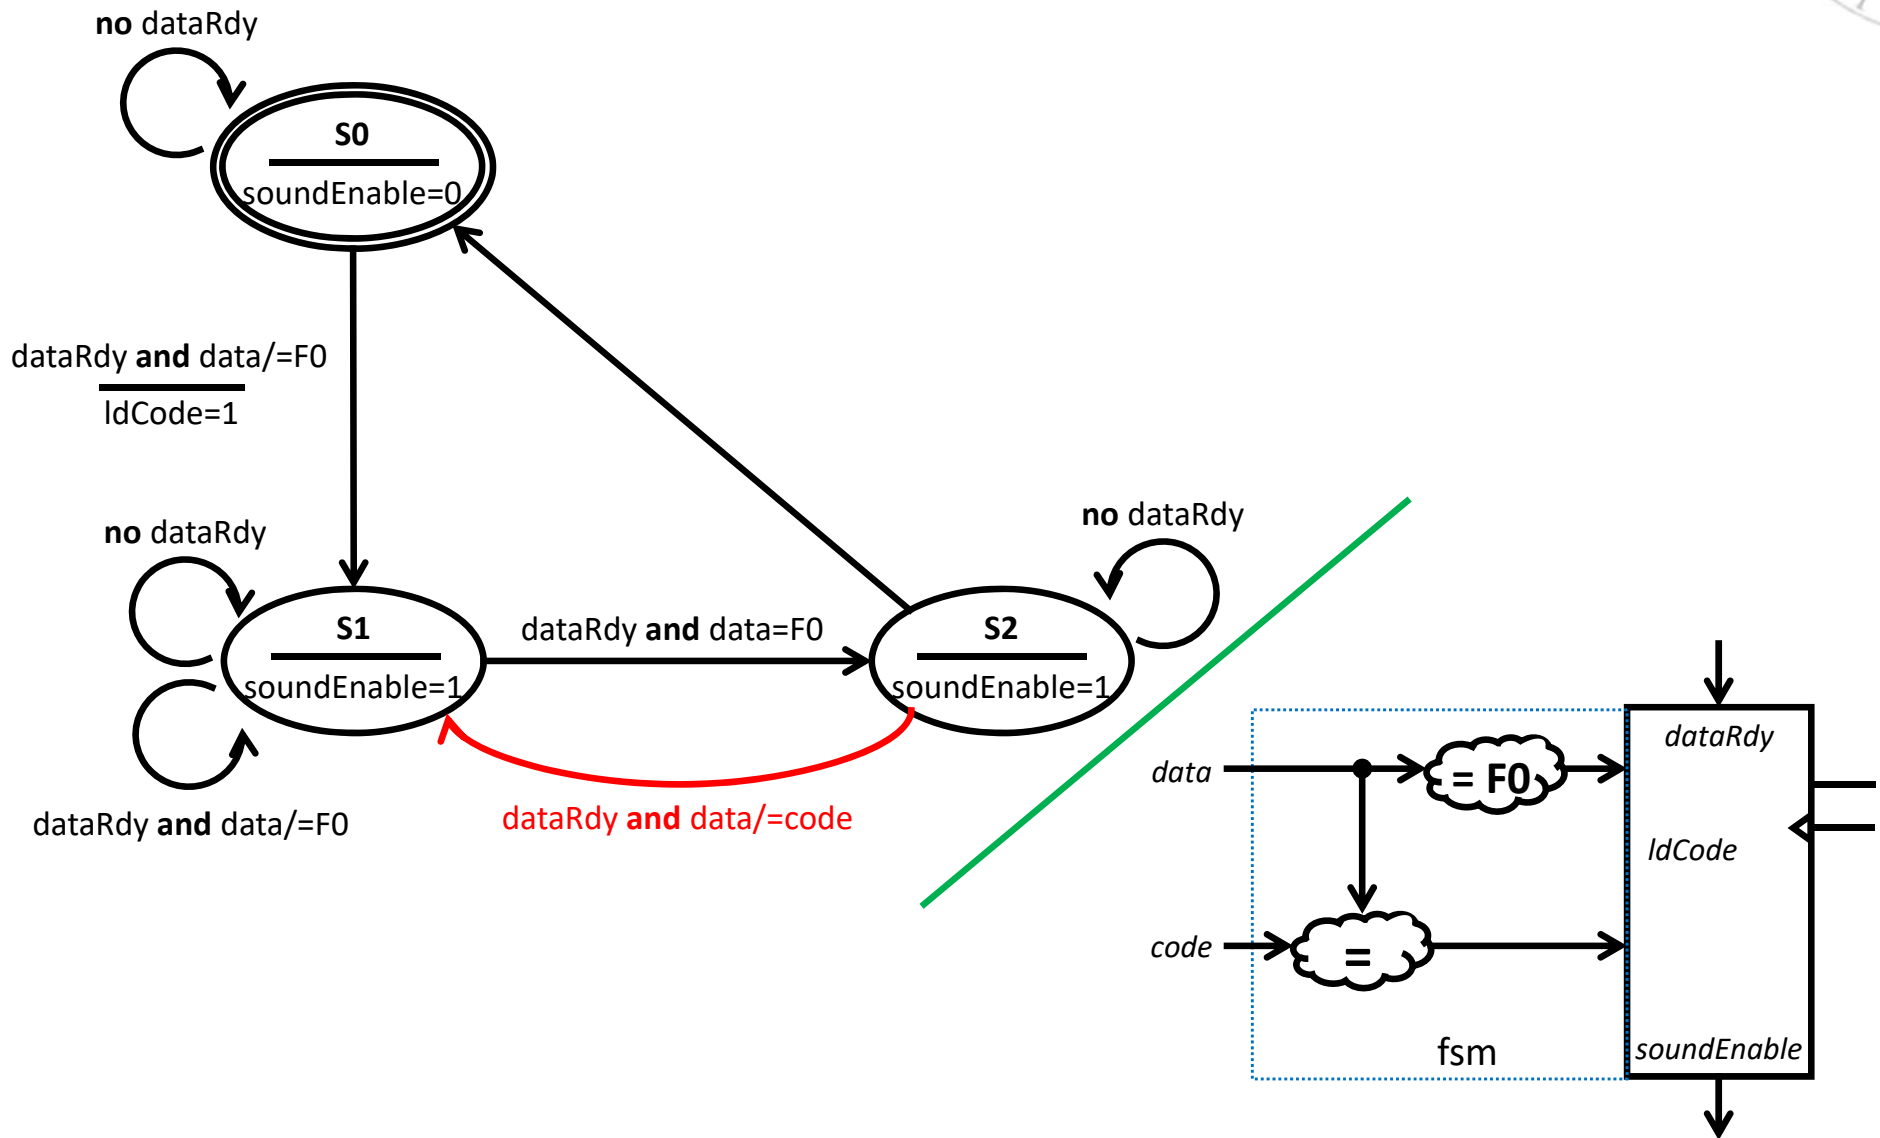 no dataRdy
S0
soundEnable=0
dataRdy and data/=F0
ldCode=1
no dataRdy
no dataRdy
S1
soundEnable=1
dataRdy and data=F0
S2
soundEnable=1
dataRdy and data/=F0
dataRdy and data/=code
dataRdy
data
= F0
ldCode
code
=
fsm
soundEnable